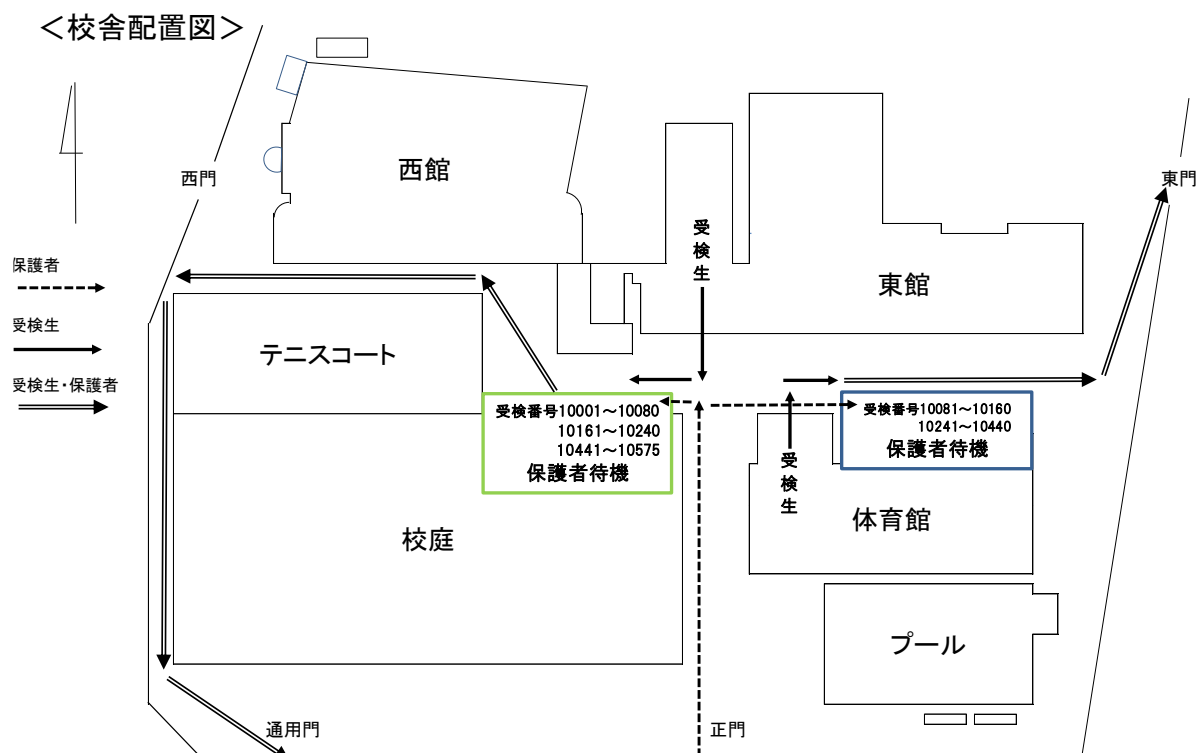 ＜校舎配置図＞
西門
西館
東門
受検生
保護者
東館
受検生
テニスコート
受検生・保護者
受検番号10001～10080
10161～10240
10441～10575
保護者待機
受検番号10081～10160
10241～10440
保護者待機
受検生
体育館
校庭
プール
通用門
正門